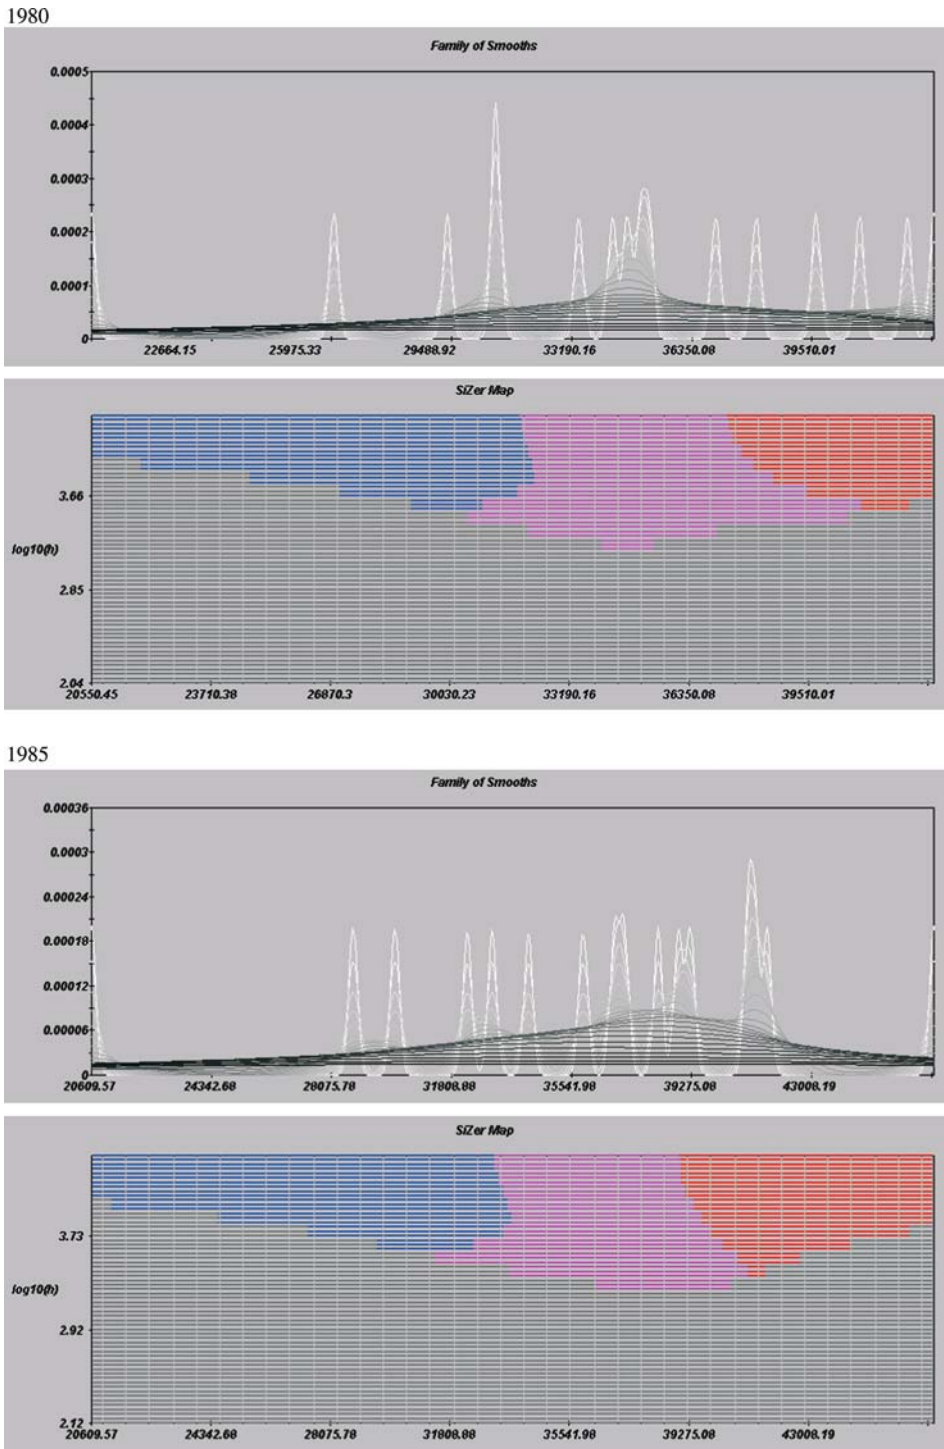 1980
Family of Smooths
0.0005
0.0004
0.0003
0.0002
0.0001
0
22664.15 25975.33 29488.92 33190.16 36350.08 39510.01
SiZer Map
3.66
log10(h)
2.85
2.04
20550.45 23710.38 26870.3 30030.23 33190.16 36350.08 39510.01
1985
Family of Smooths
0.00036
0.0003
0.00024
0.00018
0.00012
0.00006
0
20609.57 24342.68 28075.78 31808.88 35541.98 39275.08 43008.19
SiZer Map
3.73
log10(h)
2.92
2.12
20609.57 24342.68 28075.78 31808.88 35541.98 39275.08 43008.19